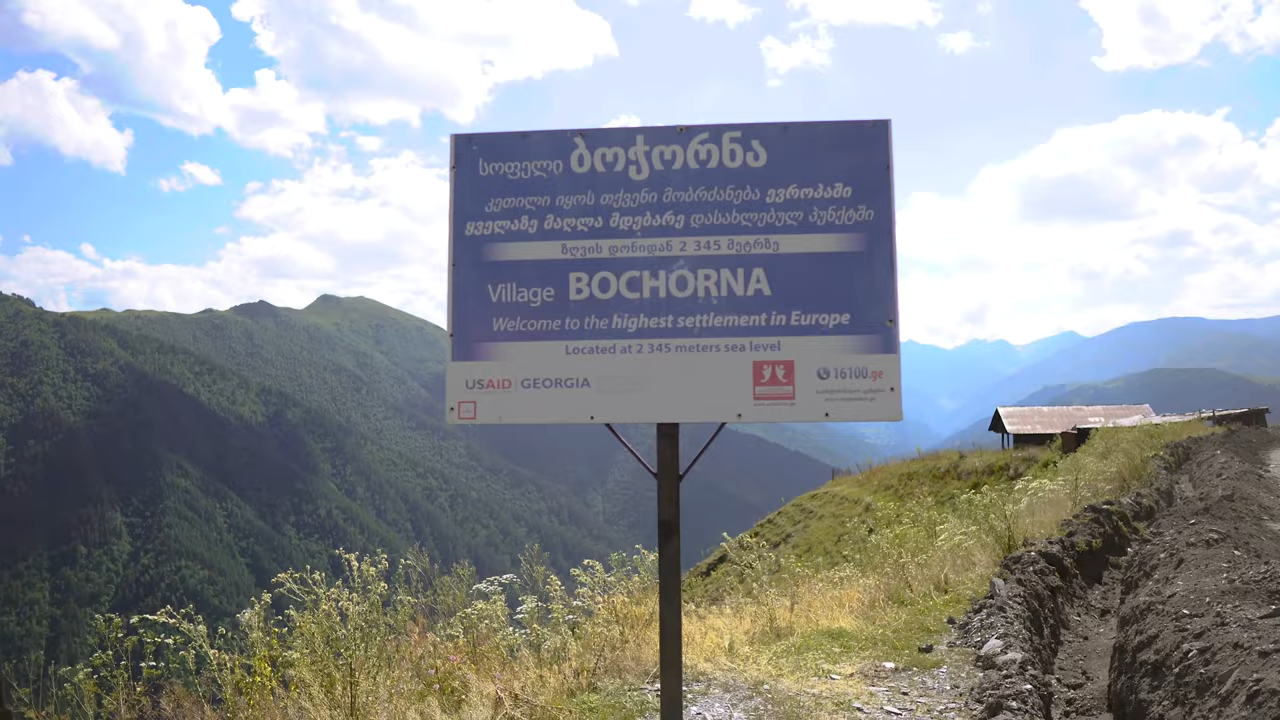 სოფელი ბოჭორნა
კეთილი იყოს თქვენი მობრძანება ევროპაში
ყველაზე მაღლა მდებარე დასახლებულ პუნქტში
ზღვის დონიდან 2 345 მეტრზე
Village BOCHORNA
Welcome to the highest settlement in Europe
Located at 2 345 meters sea level
USAID GEORGIA
16100.ge